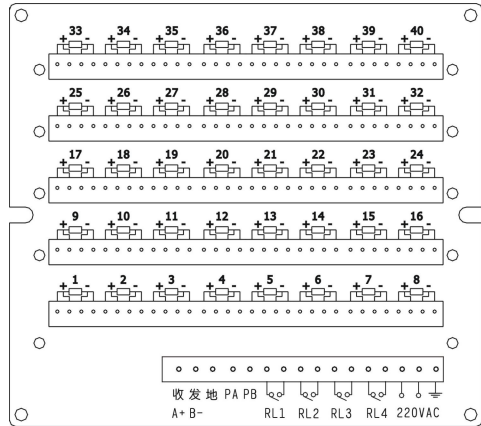 33 34 35 36 37 38 39 40
+ - + - + - + - + - + - + - + -
25 26 27 28 29 30 31 32
+ - + - + - + - + - + - + - + -
17 18 19 20 21 22 23 24
+ - + - + - + - + - + - + - + -
9 10 11 12 13 14 15 16
+ - + - + - + - + - + - + - + -
1 2 3 4 5 6 7 8
+ - + - + - + - + - + - + - + -
收 发 地 PA PB
A+ B- RL1 RL2 RL3 RL4 220VAC